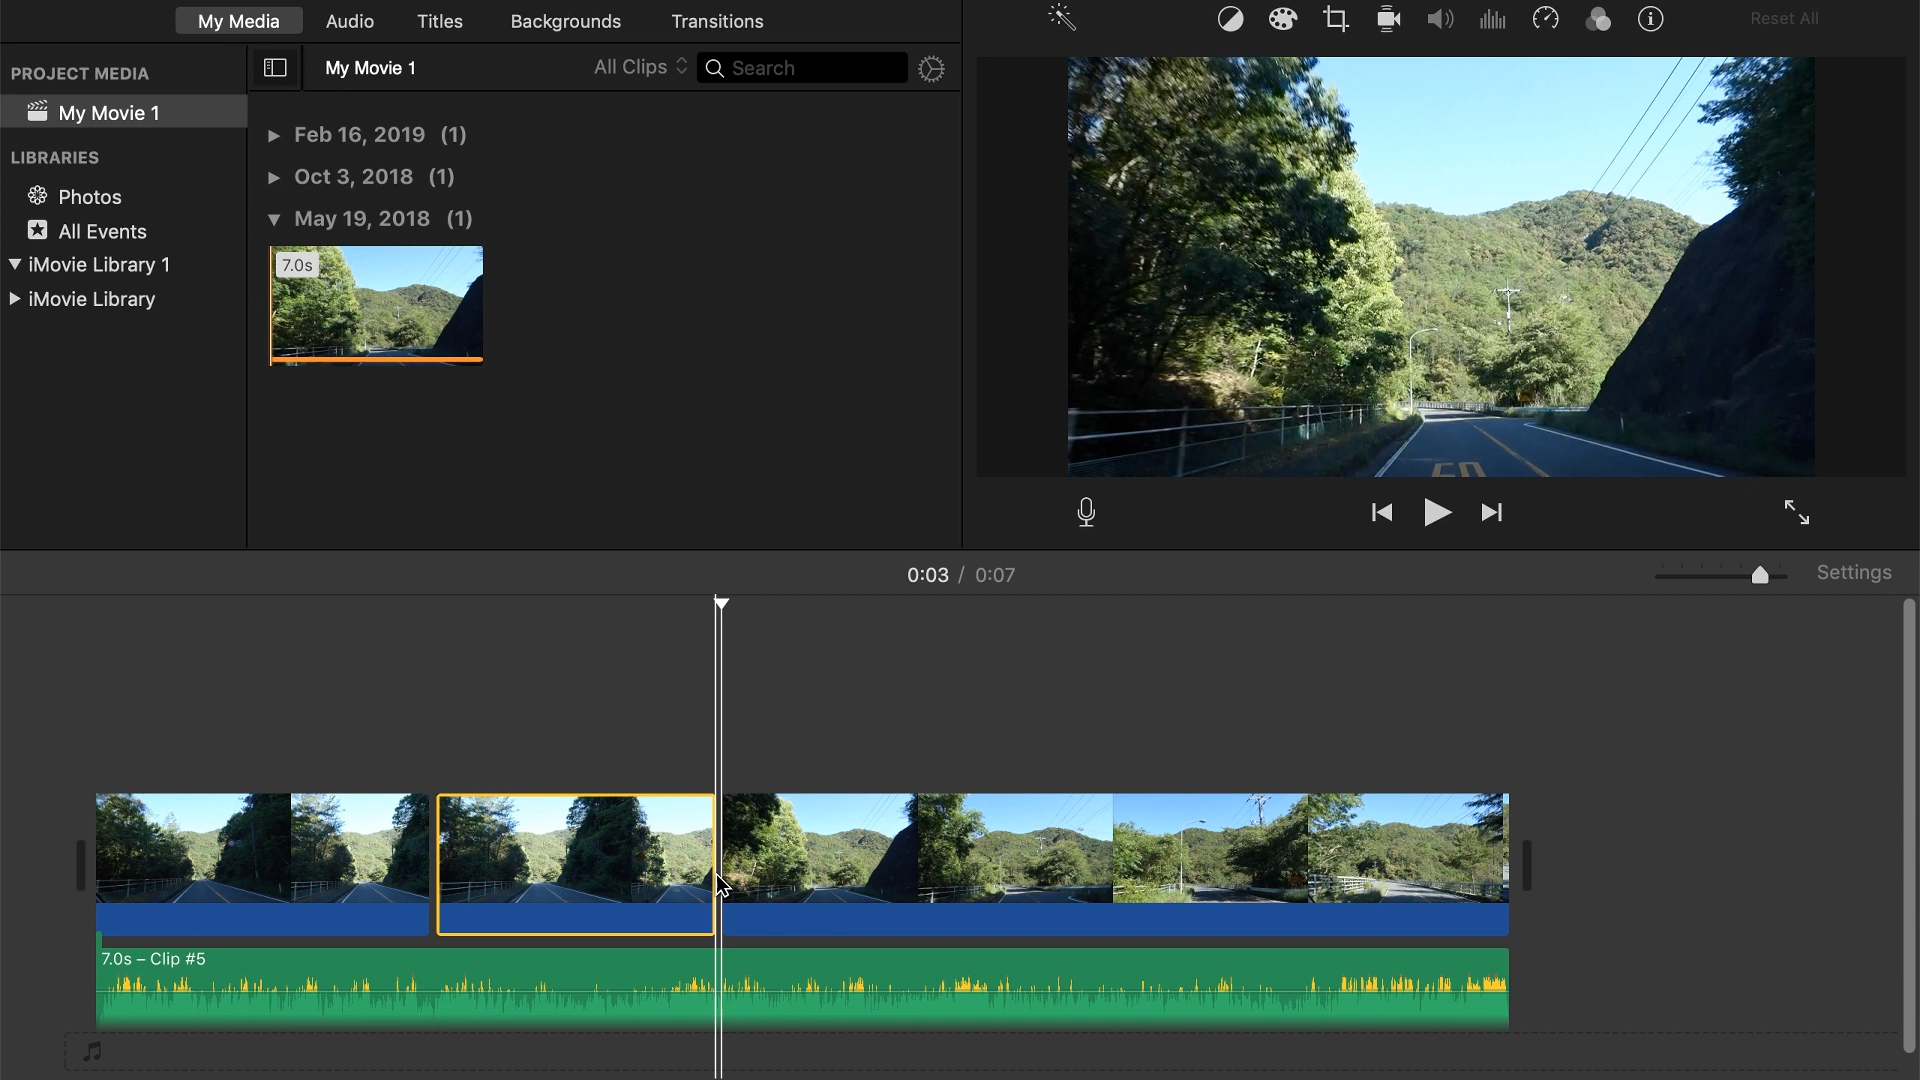 My Media
Audio
Titles
Backgrounds
Transitions
Reset All
PROJECT MEDIA
My Movie 1
LIBRARIES
Photos
All Events
iMovie Library 1
iMovie Library
My Movie 1
All Clips
Search
Feb 16, 2019 (1)
Oct 3, 2018 (1)
May 19, 2018 (1)
7.0s
0:03 / 0:07
Settings
7.0s – Clip #5